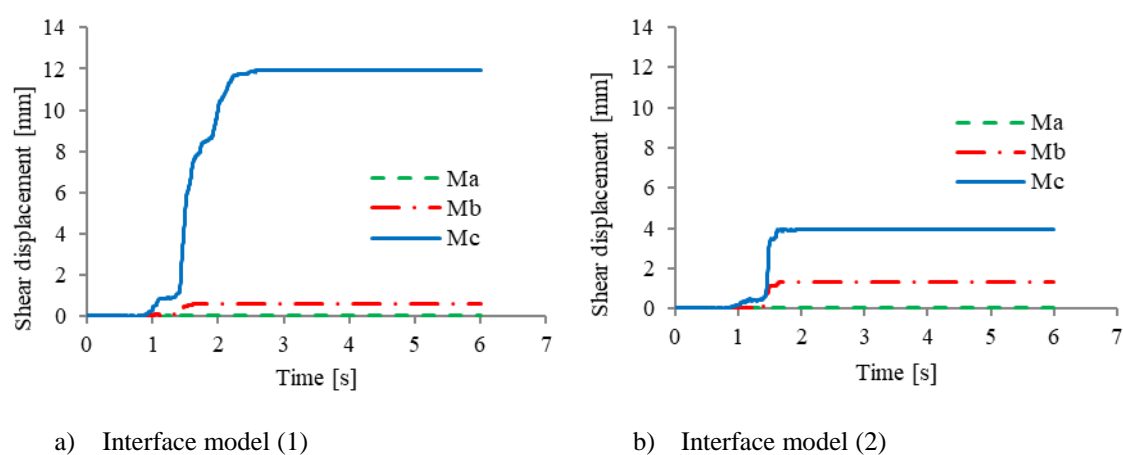 14
12
10
8
6
4
2
0
Shear displacement [mm]
Ma
Mb
Mc
0 1 2 3 4 5 6 7
Time [s]
a) Interface model (1)
14
12
10
8
6
4
2
0
Shear displacement [mm]
Ma
Mb
Mc
0 1 2 3 4 5 6 7
Time [s]
b) Interface model (2)